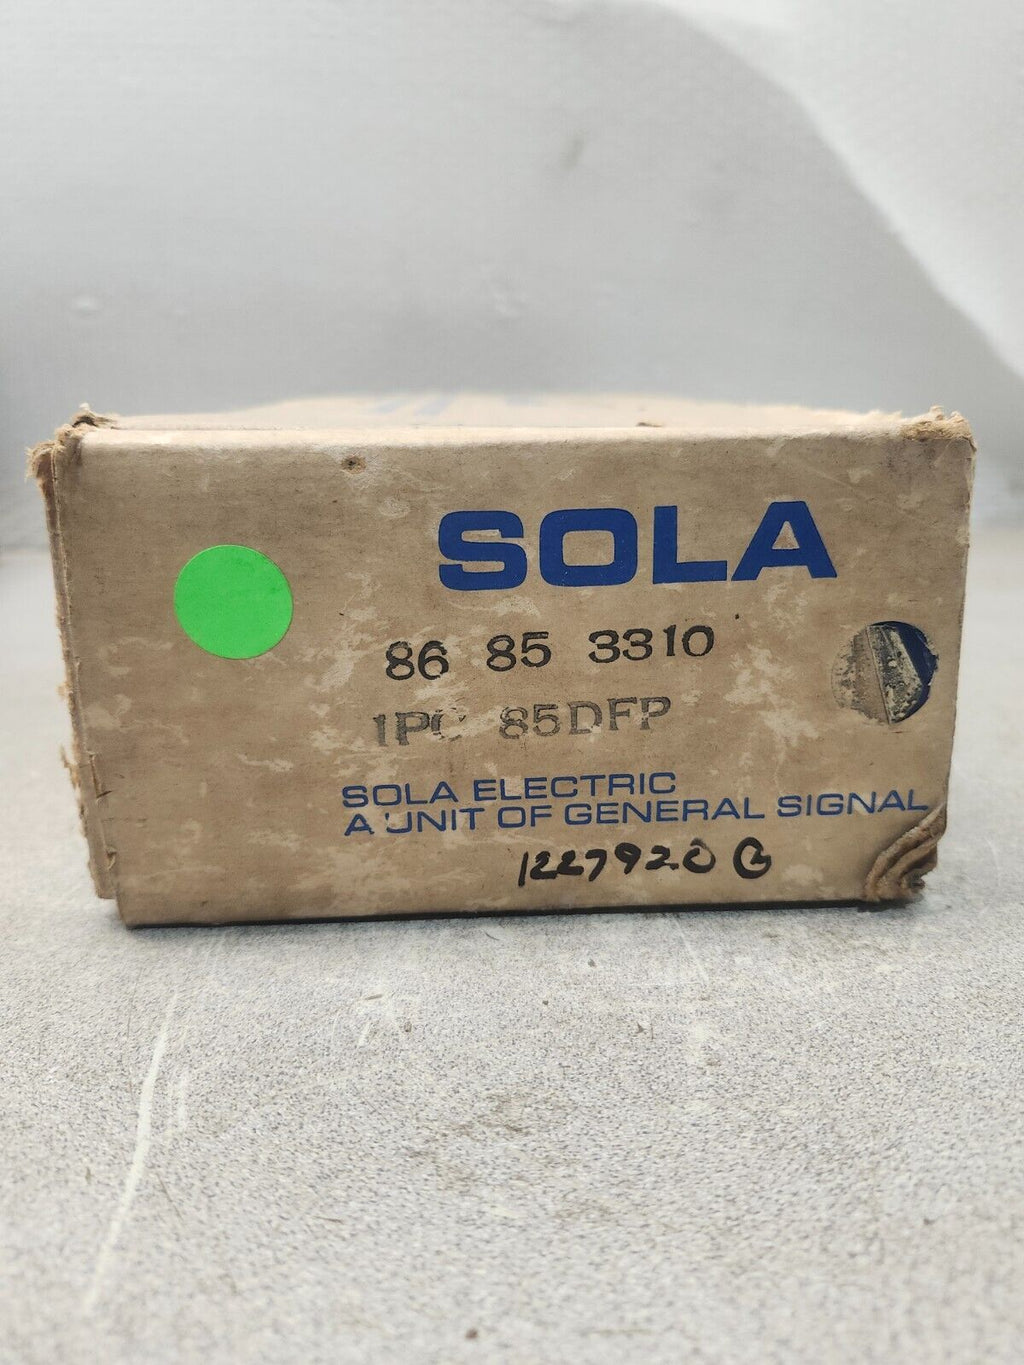 SOLA
86 85 3310
1PC 85DFP
SOLA ELECTRIC
A UNIT OF GENERAL SIGNAL
1227920 G